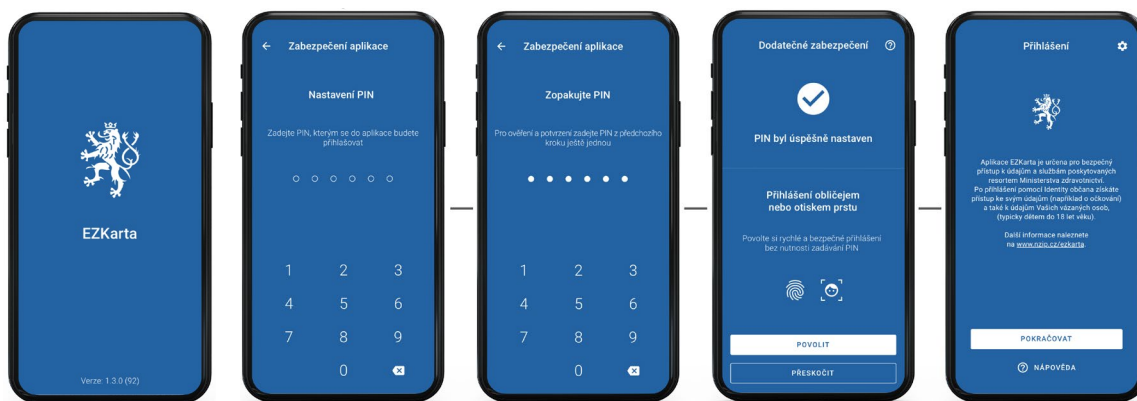 EZKarta
Verze: 1.3.0 (92)
Zabezpečení aplikace
Nastavení PIN
Zadejte PIN, kterým se do aplikace budete
přihlašovat
1 2 3
4 5 6
7 8 9
0
Zabezpečení aplikace
Zopakujte PIN
Pro ověření a potvrzení zadejte PIN z předchozího
kroku ještě jednou
1 2 3
4 5 6
7 8 9
0
Dodatečné zabezpečení ?
PIN byl úspěšně nastaven
Přihlášení obličejem
nebo otiskem prstu
Povolte si rychlé a bezpečné přihlášení
bez nutnosti zadávání PIN
POVOLIT
PŘESKOČIT
Přihlášení
Aplikace EZKarta je určena pro bezpečný
přístup k údajům a službám poskytovaných
resortem Ministerstva zdravotnictví.
Po přihlášení pomocí Identity občana získáte
přístup ke svým údajům (například o očkování)
a také k údajům Vašich vázaných osob,
(typicky dětem do 18 let věku).
Další informace naleznete
na www.nzip.cz/ezkarta.
POKRAČOVAT
? NÁPOVĚDA